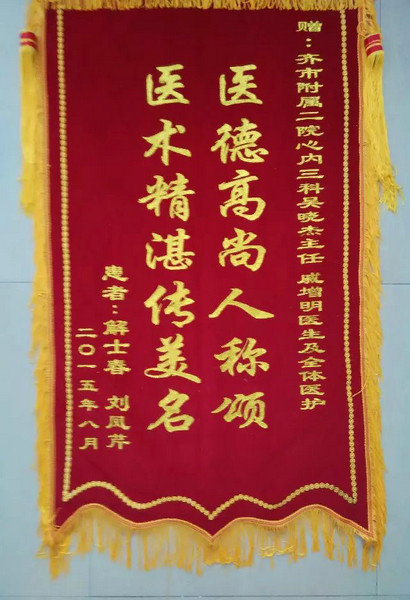 赠：齐市附属二院心内三科吴晓杰主任 戚增明医生及全体医护
医德高尚人称颂
医术精湛传美名
患者：解士春 刘凤芹
二〇一五年八月